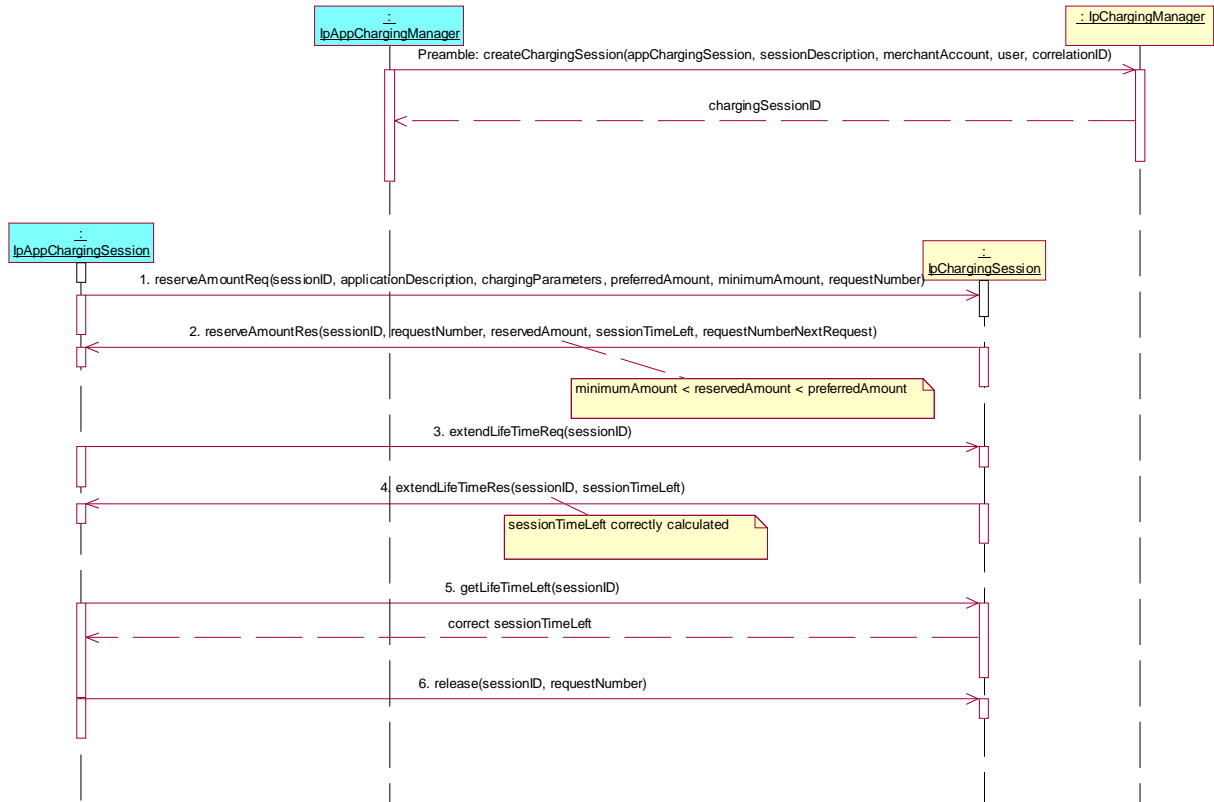 :
IpAppChargingManager
: IpChargingManager
Preamble: createChargingSession(appChargingSession, sessionDescription, merchantAccount, user, correlationID)
chargingSessionID
:
IpAppChargingSession
:
IpChargingSession
1. reserveAmountReq(sessionID, applicationDescription, chargingParameters, preferredAmount, minimumAmount, requestNumber)
2. reserveAmountRes(sessionID, requestNumber, reservedAmount, sessionTimeLeft, requestNumberNextRequest)
minimumAmount < reservedAmount < preferredAmount
3. extendLifeTimeReq(sessionID)
4. extendLifeTimeRes(sessionID, sessionTimeLeft)
sessionTimeLeft correctly calculated
5. getLifeTimeLeft(sessionID)
correct sessionTimeLeft
6. release(sessionID, requestNumber)